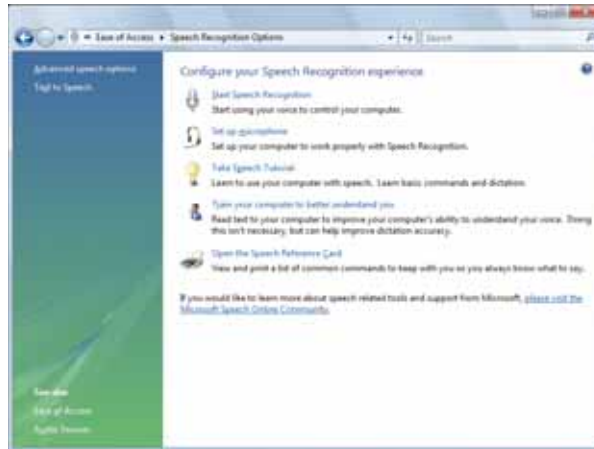 Ease of Access ▸ Speech Recognition Options
Search
Advanced speech options
Text to Speech
Configure your Speech Recognition experience
Start Speech Recognition
Start using your voice to control your computer.
Set up microphone
Set up your computer to work properly with Speech Recognition.
Take Speech Tutorial
Learn to use your computer with speech. Learn basic commands and dictation.
Train your computer to better understand you
Read text to your computer to improve your computer's ability to understand your voice. Doing
this isn't necessary, but can help improve dictation accuracy.
Open the Speech Reference Card
View and print a list of common commands to keep with you so you always know what to say.
If you would like to learn more about speech related tools and support from Microsoft, please visit the
Microsoft Speech Online Community.
See also
Ease of Access
Audio Devices